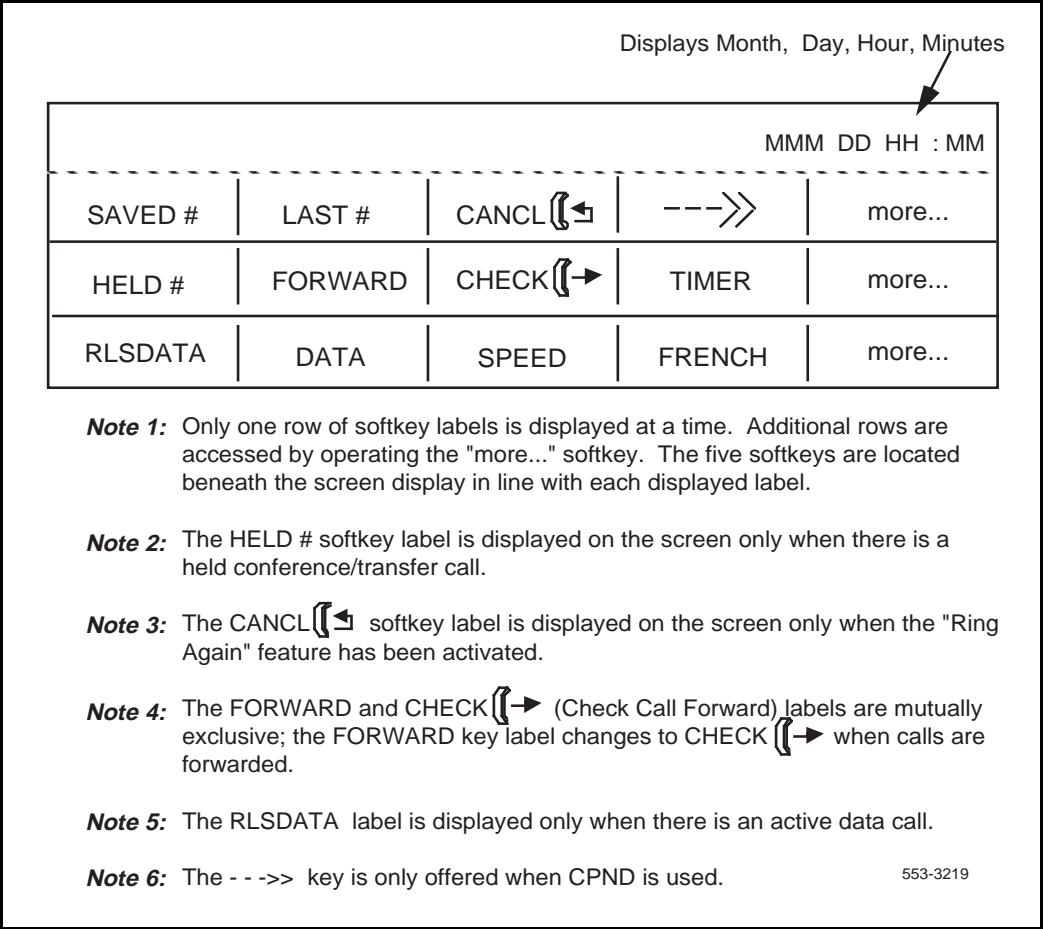 Displays Month, Day, Hour, Minutes
MMM DD HH : MM
SAVED # LAST # CANCL --->> more...
HELD # FORWARD CHECK TIMER more...
RLSDATA DATA SPEED FRENCH more...
Note 1: Only one row of softkey labels is displayed at a time. Additional rows are
accessed by operating the "more..." softkey. The five softkeys are located
beneath the screen display in line with each displayed label.
Note 2: The HELD # softkey label is displayed on the screen only when there is a
held conference/transfer call.
Note 3: The CANCL softkey label is displayed on the screen only when the "Ring
Again" feature has been activated.
Note 4: The FORWARD and CHECK (Check Call Forward) labels are mutually
exclusive; the FORWARD key label changes to CHECK when calls are
forwarded.
Note 5: The RLSDATA label is displayed only when there is an active data call.
Note 6: The - - ->> key is only offered when CPND is used.
553-3219